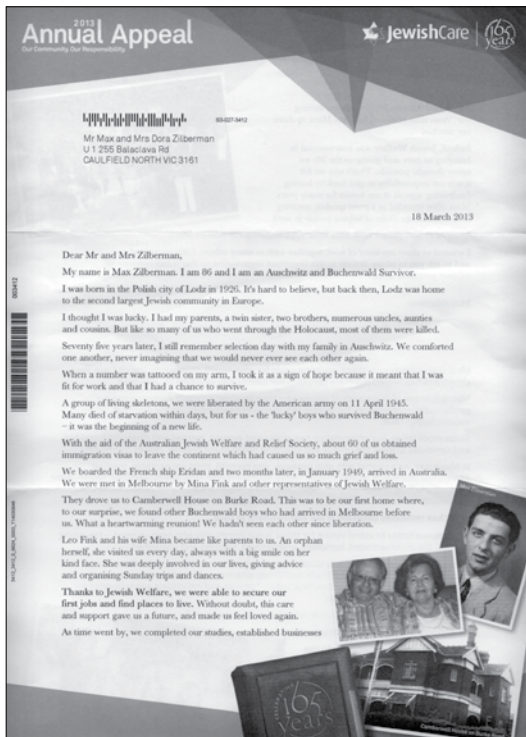 2013
Annual Appeal
Our Community. Our Responsibility.
JewishCare
165
years
Mr Max and Mrs Dora Zilberman
U 1 255 Balaclava Rd
CAULFIELD NORTH VIC 3161
18 March 2013
Dear Mr and Mrs Zilberman,
My name is Max Zilberman. I am 86 and I am an Auschwitz and Buchenwald Survivor.
I was born in the Polish city of Lodz in 1926. It's hard to believe, but back then, Lodz was home
to the second largest Jewish community in Europe.
I thought I was lucky. I had my parents, a twin sister, two brothers, numerous uncles, aunties
and cousins. But like so many of us who went through the Holocaust, most of them were killed.
Seventy five years later, I still remember selection day with my family in Auschwitz. We comforted
one another, never imagining that we would never ever see each other again.
When a number was tattooed on my arm, I took it as a sign of hope because it meant that I was
fit for work and that I had a chance to survive.
A group of living skeletons, we were liberated by the American army on 11 April 1945.
Many died of starvation within days, but for us - the 'lucky' boys who survived Buchenwald
– it was the beginning of a new life.
With the aid of the Australian Jewish Welfare and Relief Society, about 60 of us obtained
immigration visas to leave the continent which had caused us so much grief and loss.
We boarded the French ship Eridan and two months later, in January 1949, arrived in Australia.
We were met in Melbourne by Mina Fink and other representatives of Jewish Welfare.
They drove us to Camberwell House on Burke Road. This was to be our first home where,
to our surprise, we found other Buchenwald boys who had arrived in Melbourne before
us. What a heartwarming reunion! We hadn't seen each other since liberation.
Leo Fink and his wife Mina became like parents to us. An orphan
herself, she visited us every day, always with a big smile on her
kind face. She was deeply involved in our lives, giving advice
and organising Sunday trips and dances.
Thanks to Jewish Welfare, we were able to secure our
first jobs and find places to live. Without doubt, this care
and support gave us a future, and made us feel loved again.
As time went by, we completed our studies, established businesses
003412
165
years
Camberwell House on Burke Road